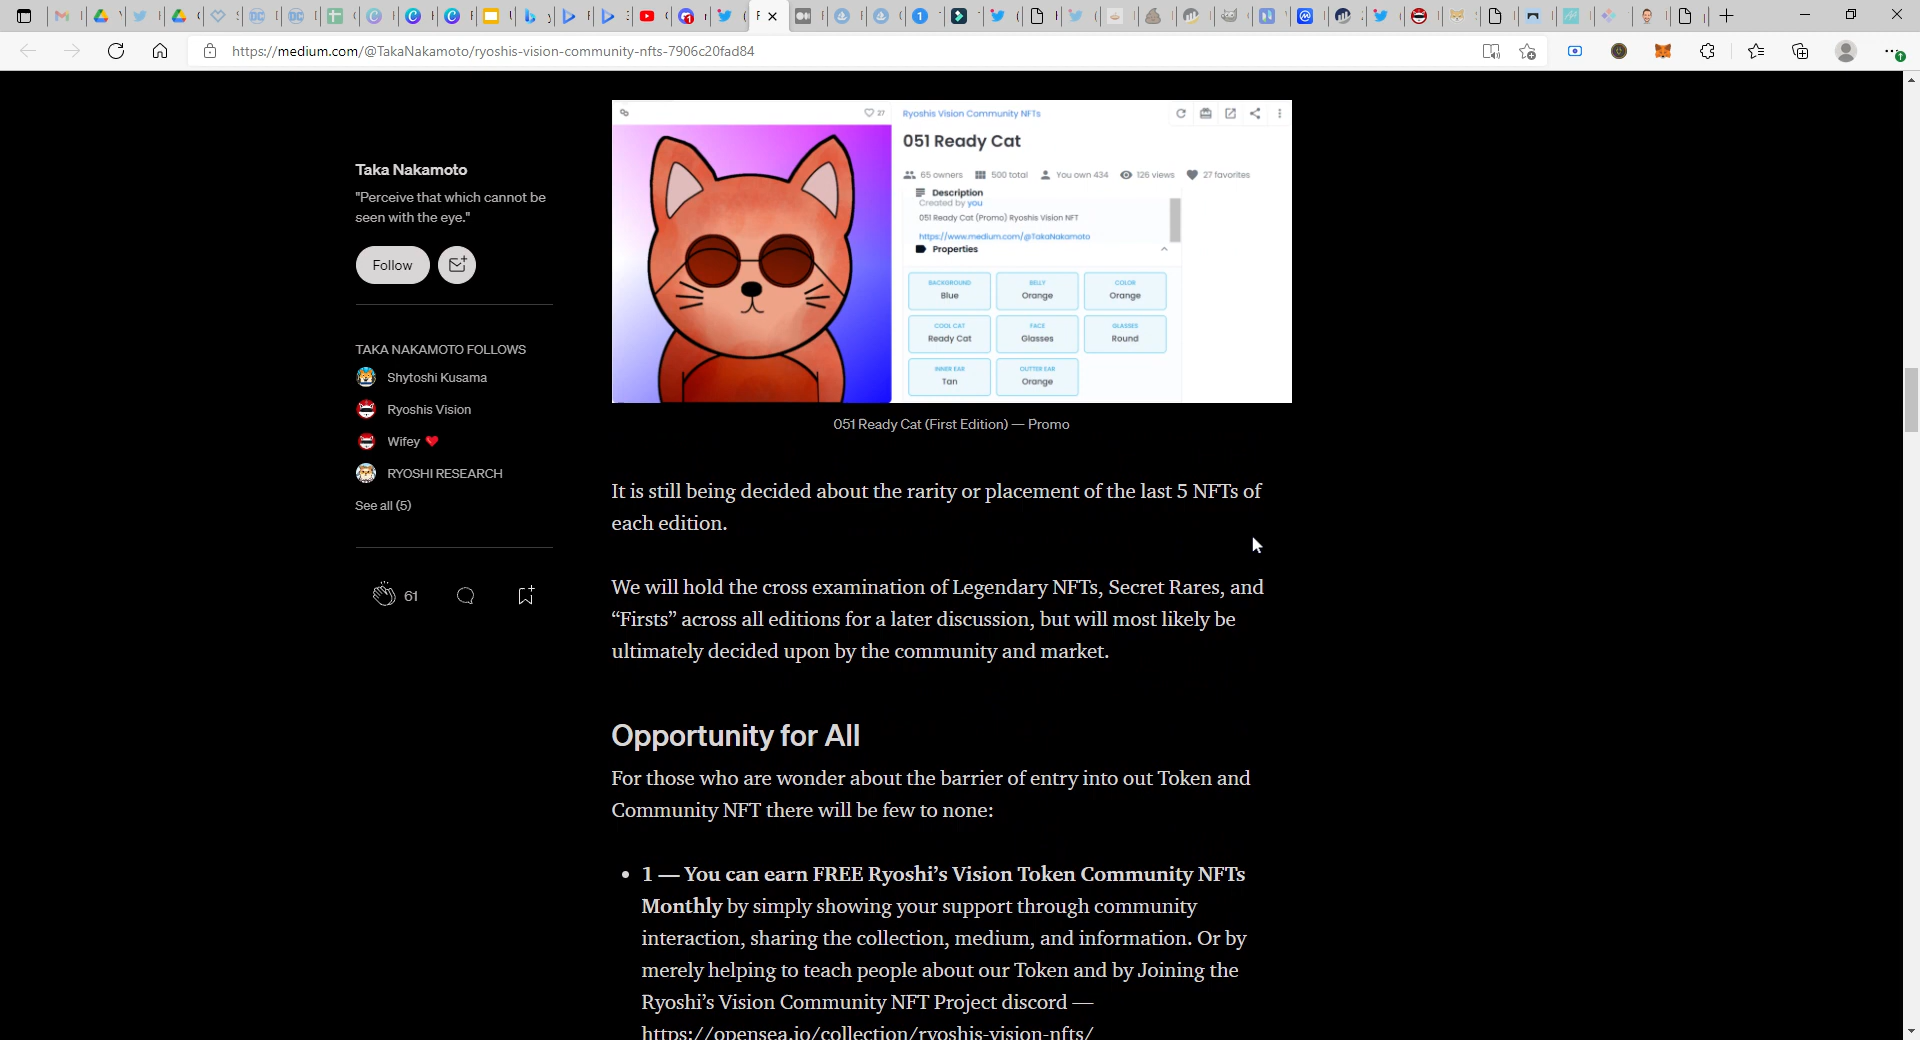 https://medium.com/@TakaNakamoto/ryoshis-vision-community-nfts-7906c20fad84
Taka Nakamoto
"Perceive that which cannot be
seen with the eye."
Follow
TAKA NAKAMOTO FOLLOWS
Shytoshi Kusama
Ryoshis Vision
Wifey
RYOSHI RESEARCH
See all (5)
61
27
Ryoshis Vision Community NFTs
051 Ready Cat
65 owners 500 total You own 434 126 views 27 favorites
Description
Created by you
051 Ready Cat (Promo) Ryoshis Vision NFT
https://www.medium.com/@TakaNakamoto
Properties
BACKGROUND
Blue
BELLY
Orange
COLOR
Orange
COOL CAT
Ready Cat
FACE
Glasses
GLASSES
Round
INNER EAR
Tan
OUTTER EAR
Orange
051 Ready Cat (First Edition) — Promo
It is still being decided about the rarity or placement of the last 5 NFTs of
each edition.
We will hold the cross examination of Legendary NFTs, Secret Rares, and
“Firsts” across all editions for a later discussion, but will most likely be
ultimately decided upon by the community and market.
Opportunity for All
For those who are wonder about the barrier of entry into out Token and
Community NFT there will be few to none:
• 1 — You can earn FREE Ryoshi’s Vision Token Community NFTs
Monthly by simply showing your support through community
interaction, sharing the collection, medium, and information. Or by
merely helping to teach people about our Token and by Joining the
Ryoshi’s Vision Community NFT Project discord —
https://opensea.io/collection/ryoshis-vision-nfts/